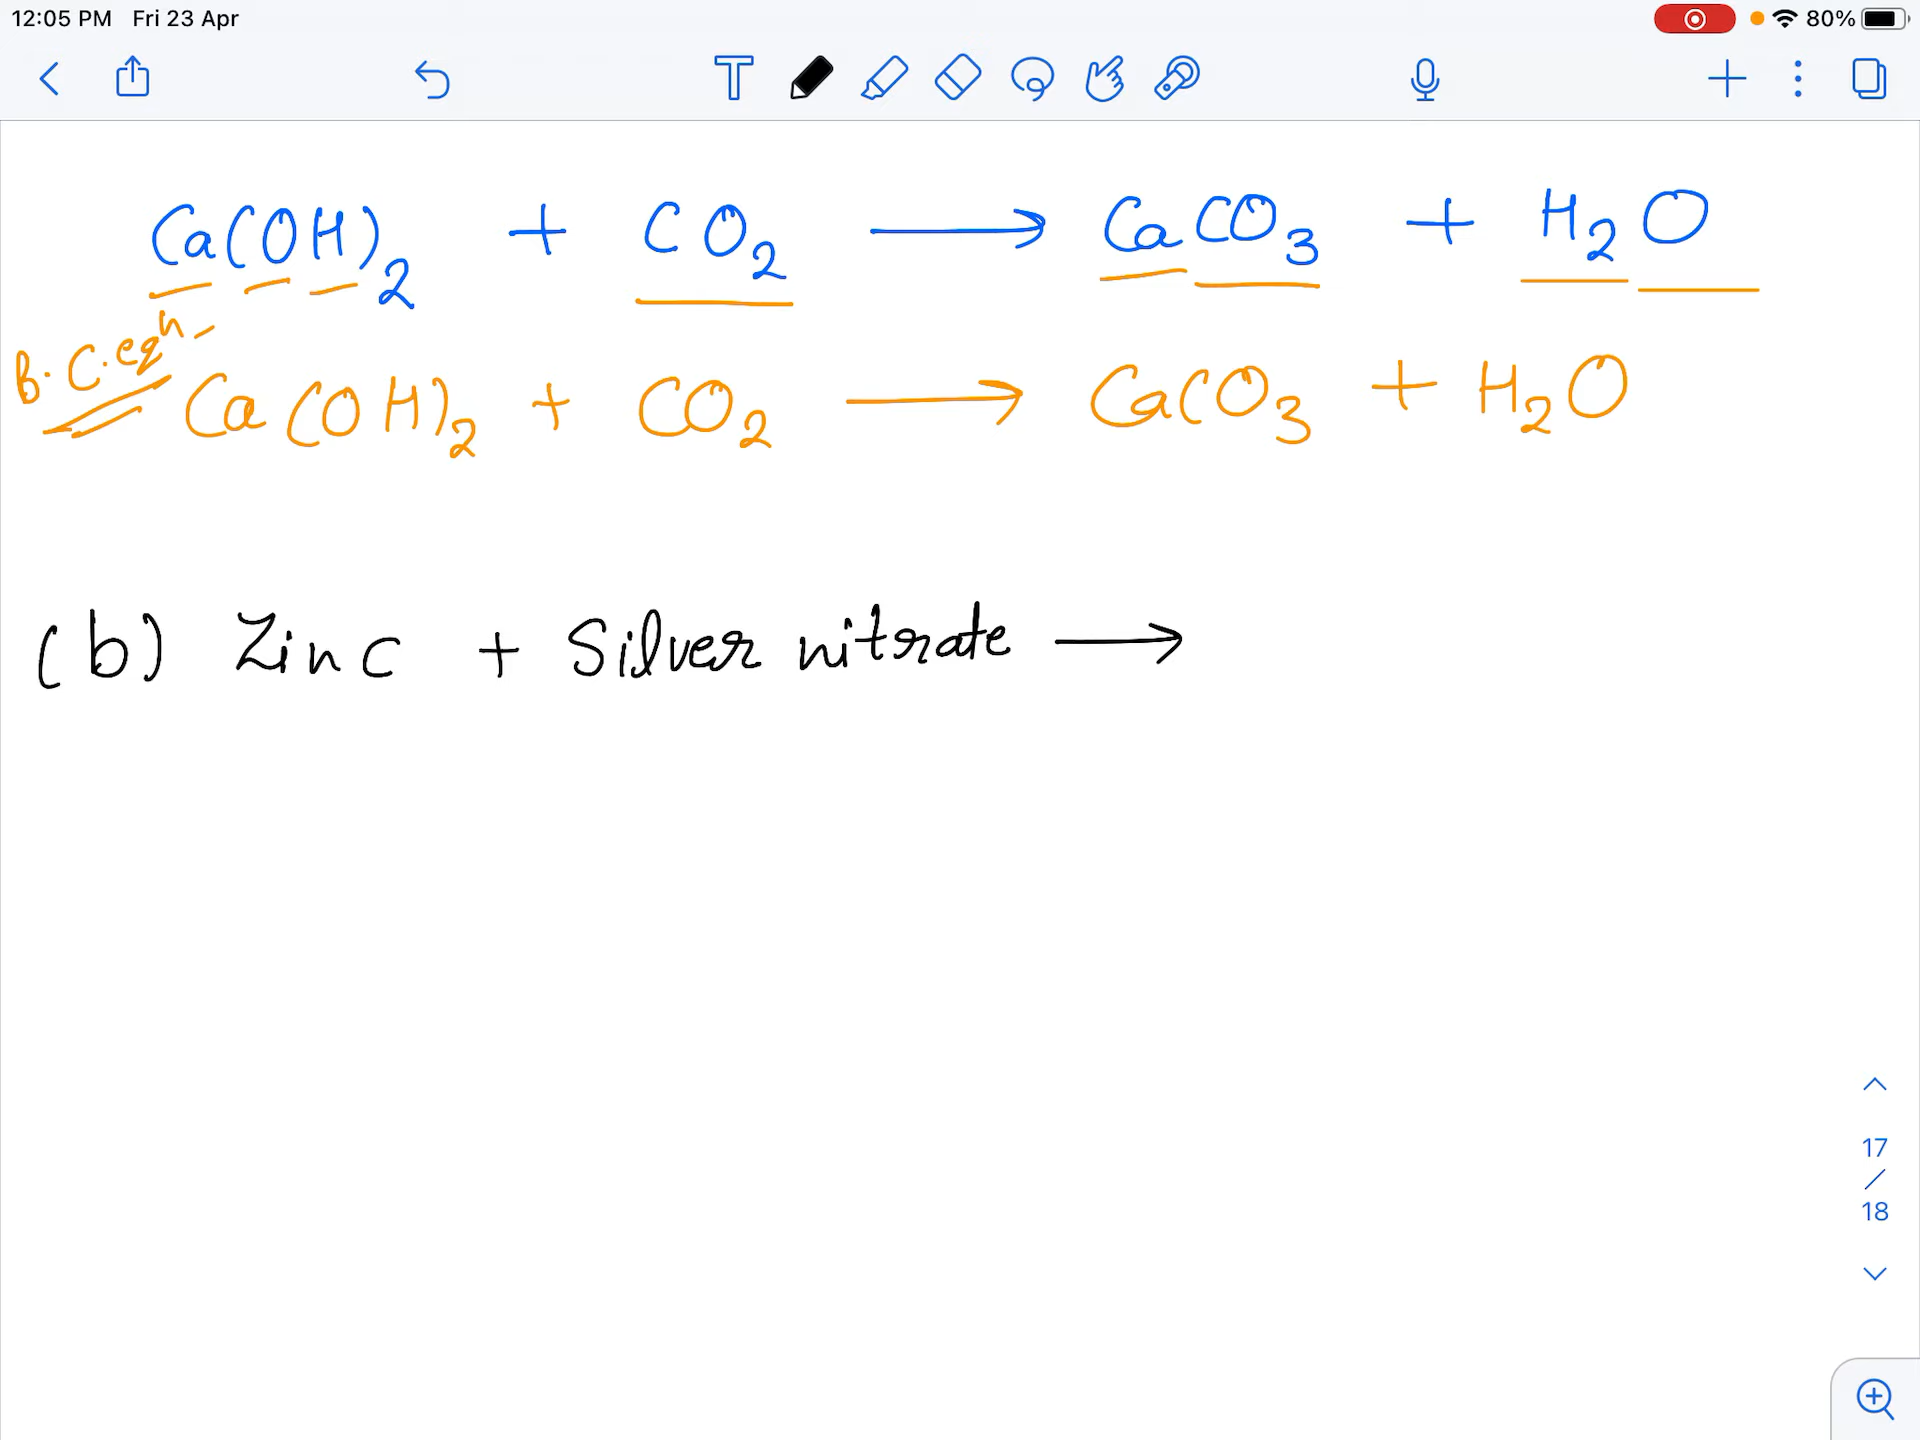 12:05 PM Fri 23 Apr 80%
T
Ca(OH)₂ + CO₂ → CaCO₃ + H₂O
B.C.eqⁿ-
Ca(OH)₂ + CO₂ → CaCO₃ + H₂O
(b) Zinc + Silver nitrate →
17
/
18